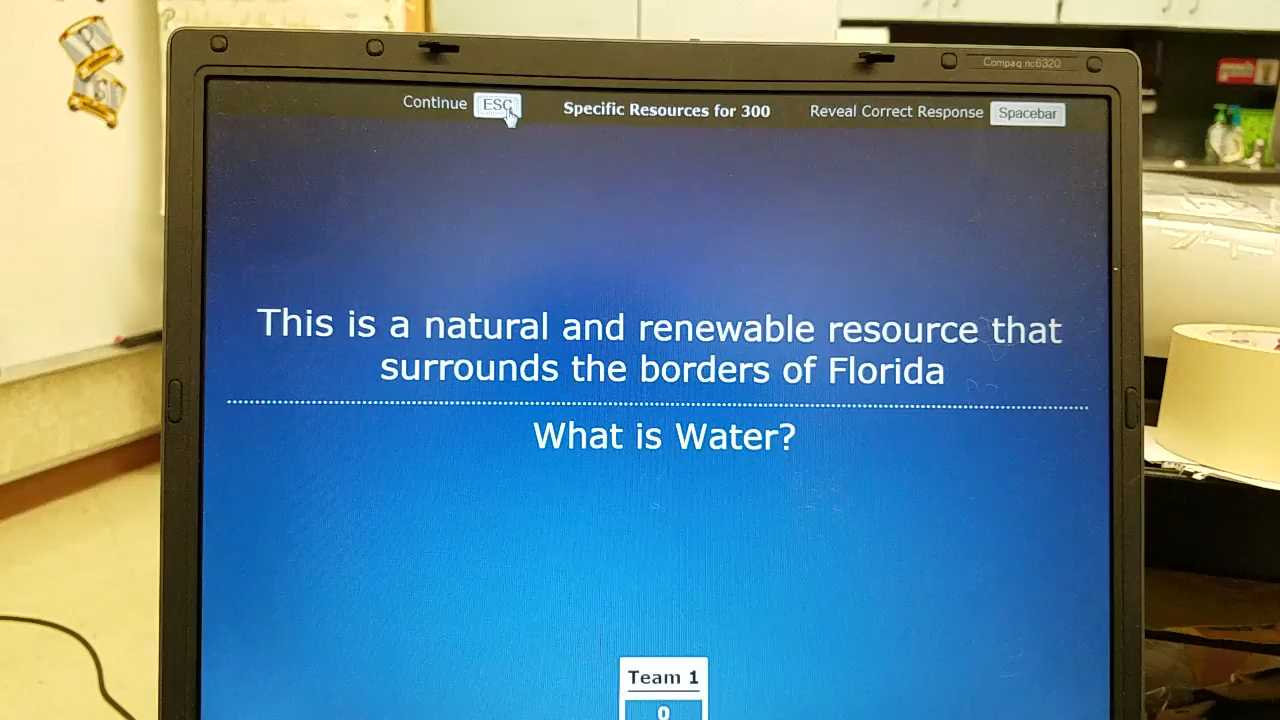 Compaq nc6320
Continue ESC Specific Resources for 300 Reveal Correct Response Spacebar
This is a natural and renewable resource that
surrounds the borders of Florida
What is Water?
Team 1
0